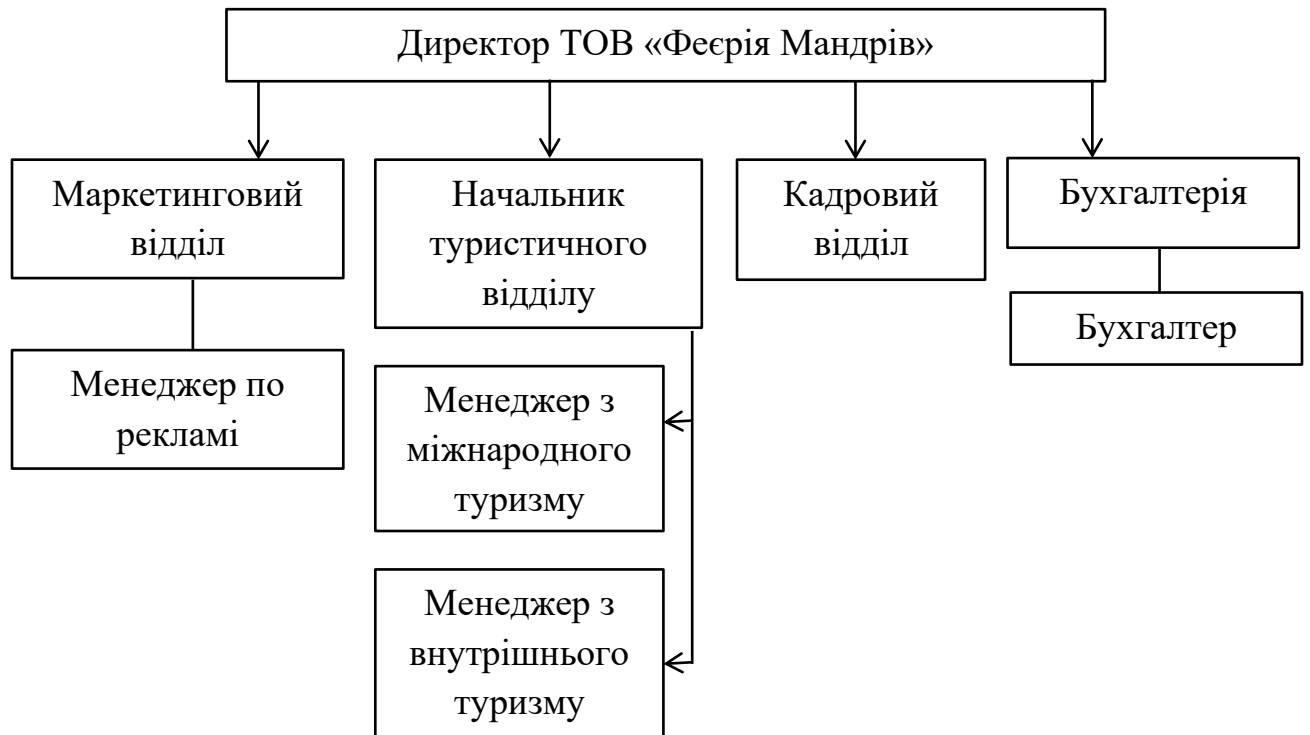 Директор ТОВ «Феєрія Мандрів»
Маркетинговий
відділ
Начальник
туристичного
відділу
Кадровий
відділ
Бухгалтерія
Бухгалтер
Менеджер по
рекламі
Менеджер з
міжнародного
туризму
Менеджер з
внутрішнього
туризму